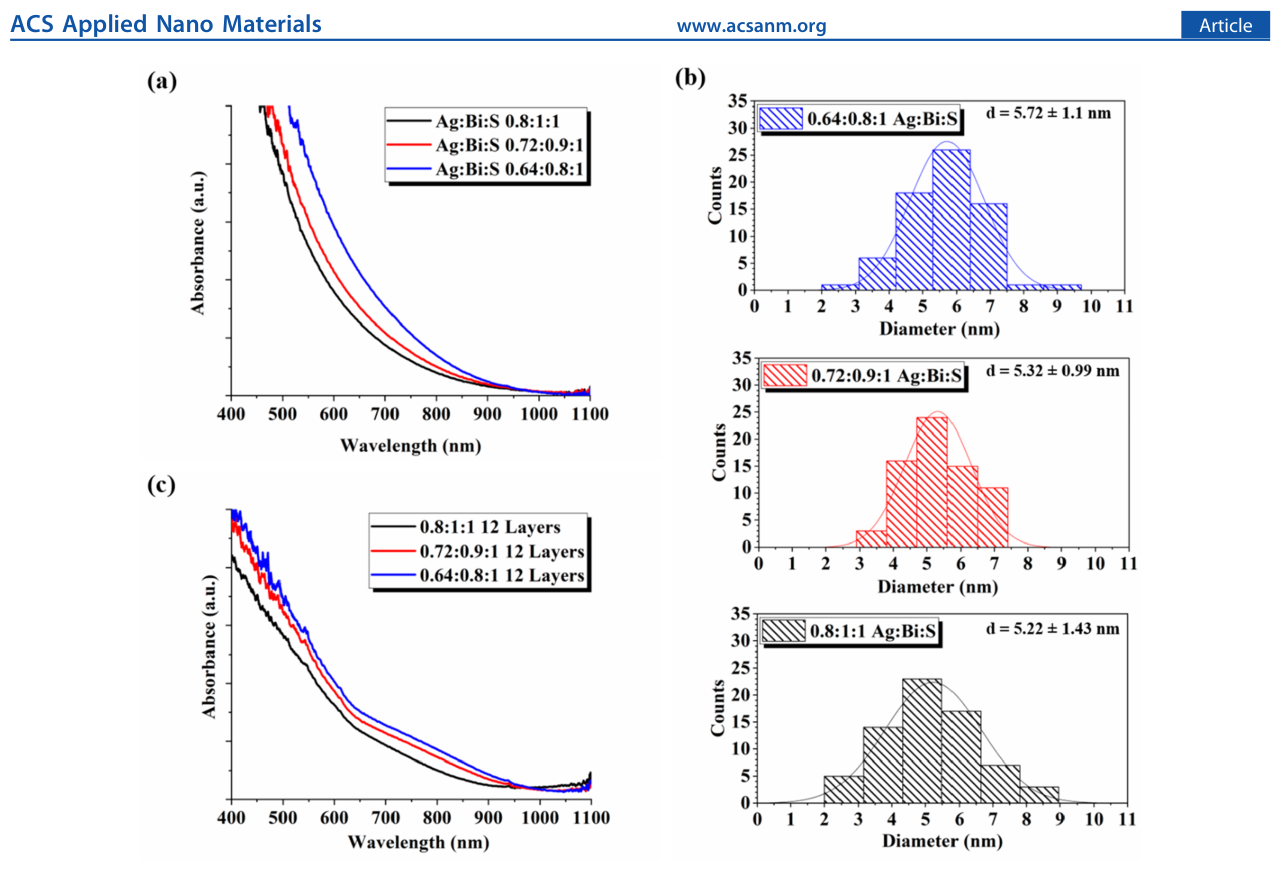 ACS Applied Nano Materials www.acsanm.org Article
(a)
Ag:Bi:S 0.8:1:1
Ag:Bi:S 0.72:0.9:1
Ag:Bi:S 0.64:0.8:1
Absorbance (a.u.)
400 500 600 700 800 900 1000 1100
Wavelength (nm)
(b)
0.64:0.8:1 Ag:Bi:S
d = 5.72 ± 1.1 nm
Counts
35
30
25
20
15
10
5
0
0 1 2 3 4 5 6 7 8 9 10 11
Diameter (nm)
0.72:0.9:1 Ag:Bi:S
d = 5.32 ± 0.99 nm
Counts
35
30
25
20
15
10
5
0
0 1 2 3 4 5 6 7 8 9 10 11
Diameter (nm)
0.8:1:1 Ag:Bi:S
d = 5.22 ± 1.43 nm
Counts
35
30
25
20
15
10
5
0
0 1 2 3 4 5 6 7 8 9 10 11
Diameter (nm)
(c)
0.8:1:1 12 Layers
0.72:0.9:1 12 Layers
0.64:0.8:1 12 Layers
Absorbance (a.u.)
400 500 600 700 800 900 1000 1100
Wavelength (nm)